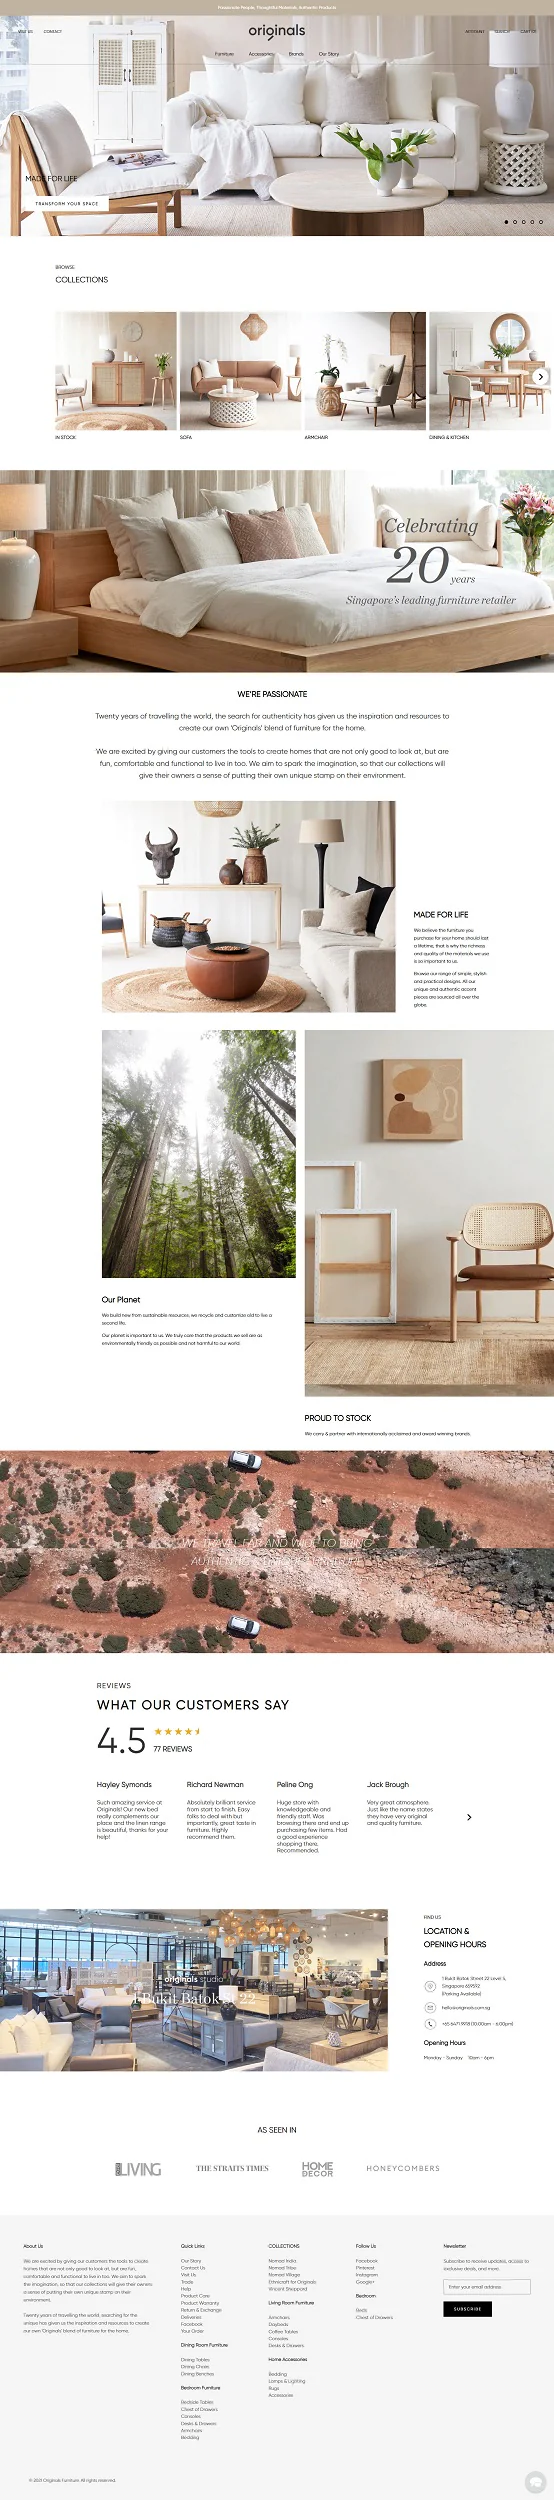 Passionate People, Thoughtful Materials, Authentic Products
VISIT US
CONTACT
originals
SEARCH
Furniture
Accessories
Brands
Our Story
MADE FOR LIFE
TRANSFORM YOUR SPACE
BROWSE
COLLECTIONS
IN STOCK
SOFA
ARMCHAIR
DINING & KITCHEN
Celebrating
20 years
Singapore's leading furniture retailer
WE'RE PASSIONATE
Twenty years of travelling the world, the search for authenticity has given us the inspiration and resources to
create our own 'Originals' blend of furniture for the home.
We are excited by giving our customers the tools to create homes that are not only good to look at, but are
fun, comfortable and functional to live in too. We aim to spark the imagination, so that our collections will
give their owners a sense of putting their own unique stamp on their environment.
MADE FOR LIFE
We believe the furniture you
purchase for your home should last
a lifetime, that is why the richness
and quality of the materials we use
is so important to us.
Browse our range of simple, stylish
and practical designs. All our
unique and authentic accent
pieces are sourced all over the
globe.
Our Planet
We build new from sustainable resources, we recycle and customize old to live a
second life.
Our planet is important to us. We truly care that the products we sell are as
environmentally friendly as possible and not harmful to our world.
PROUD TO STOCK
We carry & partner with internationally acclaimed and award winning brands.
WE TRAVEL FAR AND WIDE TO BRING
AUTHENTIC & UNIQUE FURNITURE
REVIEWS
WHAT OUR CUSTOMERS SAY
4.5
77 REVIEWS
Hayley Symonds
Such amazing service at
Originals! Our new bed
really complements our
place and the linen range
is beautiful, thanks for your
help!
Richard Newman
Absolutely brilliant service
from start to finish. Easy
folks to deal with but
importantly, great taste in
furniture. Highly
recommend them.
Peline Ong
Huge store with
knowledgeable and
friendly staff. Was
browsing there and end up
purchasing few items. Had
a good experience
shopping there.
Recommended.
Jack Brough
Very great atmosphere.
Just like the name states
they have very original
and quality furniture.
originals studio
1 Bukit Batok St 22
FIND US
LOCATION &
OPENING HOURS
Address
1 Bukit Batok Street 22 Level 5,
Singapore 659592
(Parking Available)
hello@originals.com.sg
+65 6471 9918 (10:00am - 6:00pm)
Opening Hours
Monday - Sunday 10am - 6pm
AS SEEN IN
LIVING
THE STRAITS TIMES
HOME
DECOR
HONEYCOMBERS
About Us
We are excited by giving our customers the tools to create
homes that are not only good to look at, but are fun,
comfortable and functional to live in too. We aim to spark
the imagination, so that our collections will give their owners
a sense of putting their own unique stamp on their
environment.
Twenty years of travelling the world, searching for the
unique has given us the inspiration and resources to create
our own 'Originals' blend of furniture for the home.
Quick Links
Our Story
Contact Us
Visit Us
Trade
Help
Product Care
Product Warranty
Return & Exchange
Deliveries
Facebook
Your Order
Dining Room Furniture
Dining Tables
Dining Chairs
Dining Benches
Bedroom Furniture
Bedside Tables
Chest of Drawers
Consoles
Desks & Drawers
Armchairs
Bedding
COLLECTIONS
Nomad India
Nomad Tribe
Nomad Village
Ethnicraft for Originals
Vincent Sheppard
Living Room Furniture
Armchairs
Daybeds
Coffee Tables
Consoles
Desks & Drawers
Home Accessories
Bedding
Lamps & Lighting
Rugs
Accessories
Follow Us
Facebook
Pinterest
Instagram
Google+
Bedroom
Beds
Chest of Drawers
Newsletter
Subscribe to receive updates, access to
exclusive deals, and more.
Enter your email address
SUBSCRIBE
© 2021 Originals Furniture. All rights reserved.